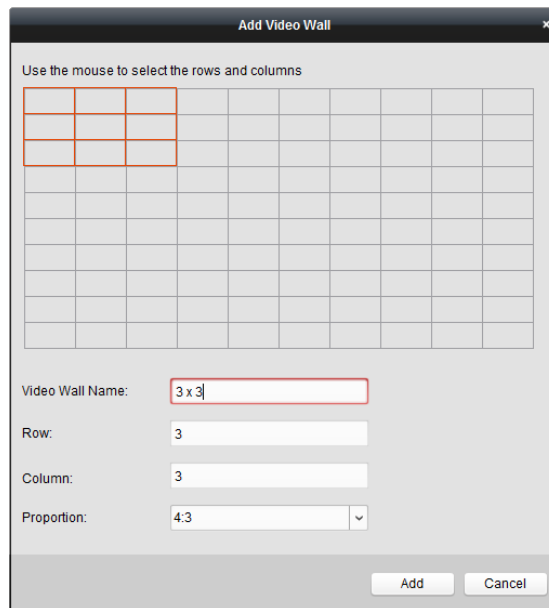 Add Video Wall ×
Use the mouse to select the rows and columns
Video Wall Name: 3 x 3
Row: 3
Column: 3
Proportion: 4:3
Add Cancel